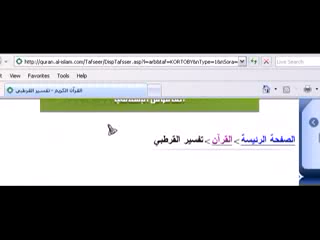 http://quran.al-islam.com/Tafseer/DispTafsser.asp?l=arb&taf=KORTOBY&nType=1&nSora=
Live Search
View Favorites Tools Help
القرآن الكريم - تفسير القرطبي
الصفحة الرئيسة > القرآن > تفسير القرطبي